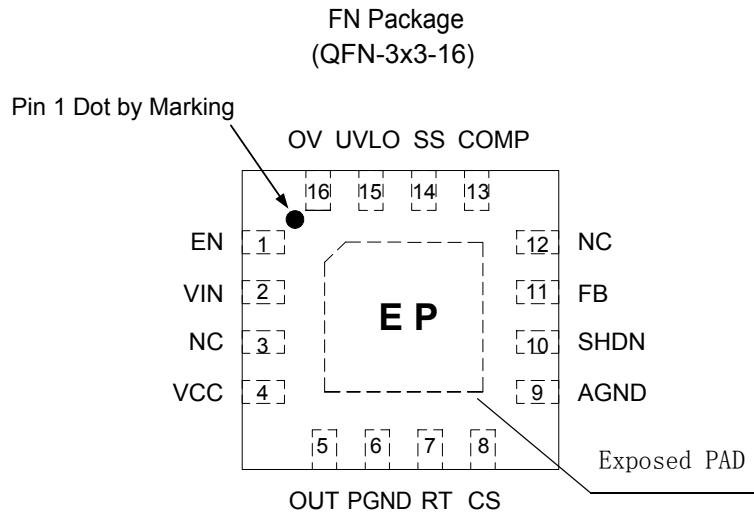 FN Package
(QFN-3x3-16)
Pin 1 Dot by Marking
OV UVLO SS COMP
16 15 14 13
EN 1 12 NC
VIN 2 11 FB
E P
NC 3 10 SHDN
VCC 4 9 AGND
5 6 7 8
Exposed PAD
OUT PGND RT CS